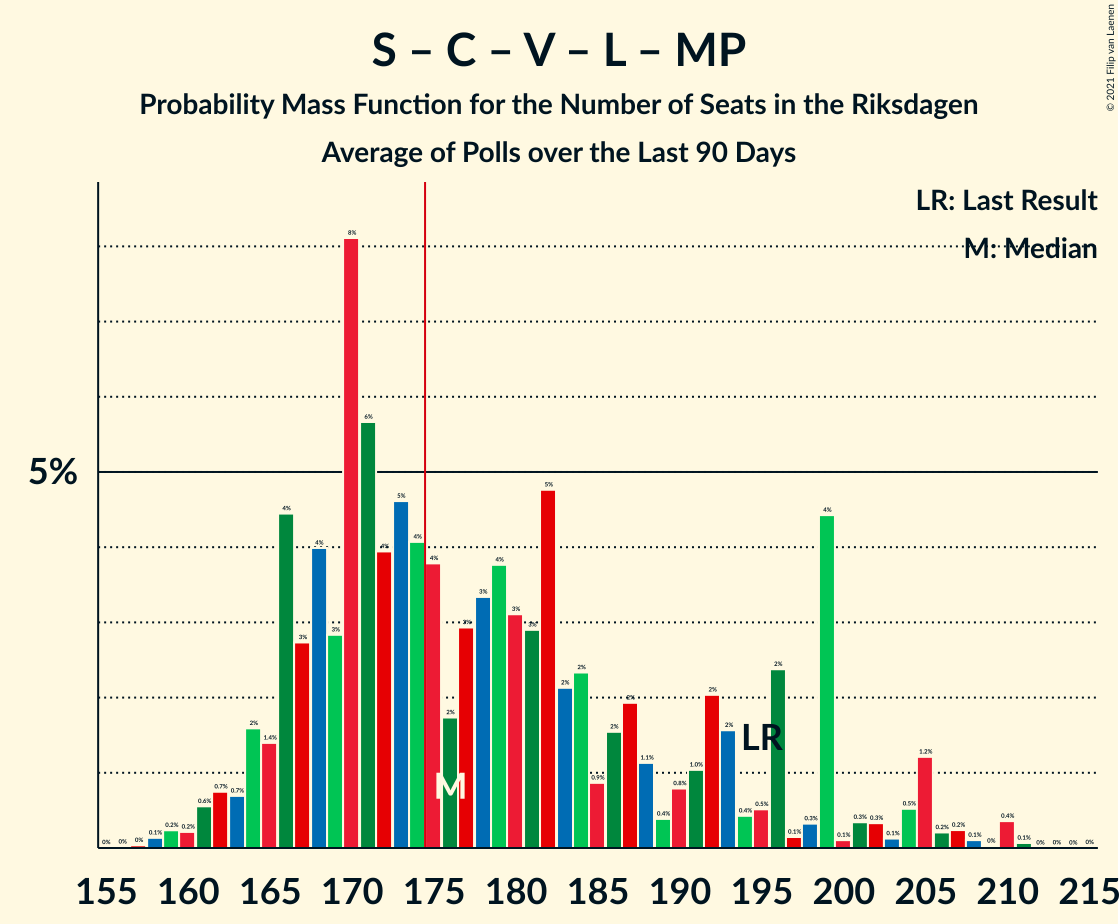 S – C – V – L – MP
Probability Mass Function for the Number of Seats in the Riksdagen
Average of Polls over the Last 90 Days
© 2021 Filip van Laenen
LR: Last Result
M: Median
5%
0% 0% 0% 0.1% 0.2% 0.2% 0.6% 0.7% 0.7% 2% 1.4% 4% 3% 4% 3% 8% 6% 4% 5% 4% 4% 2% 3% 3% 4% 3% 3% 5% 2% 2% 0.9% 2% 2% 1.1% 0.4% 0.8% 1.0% 2% 2% 0.4% 0.5% 2% 0.1% 0.3% 4% 0.1% 0.3% 0.3% 0.1% 0.5% 1.2% 0.2% 0.2% 0.1% 0% 0.4% 0.1% 0% 0% 0% 0%
LR
M
155 160 165 170 175 180 185 190 195 200 205 210 215